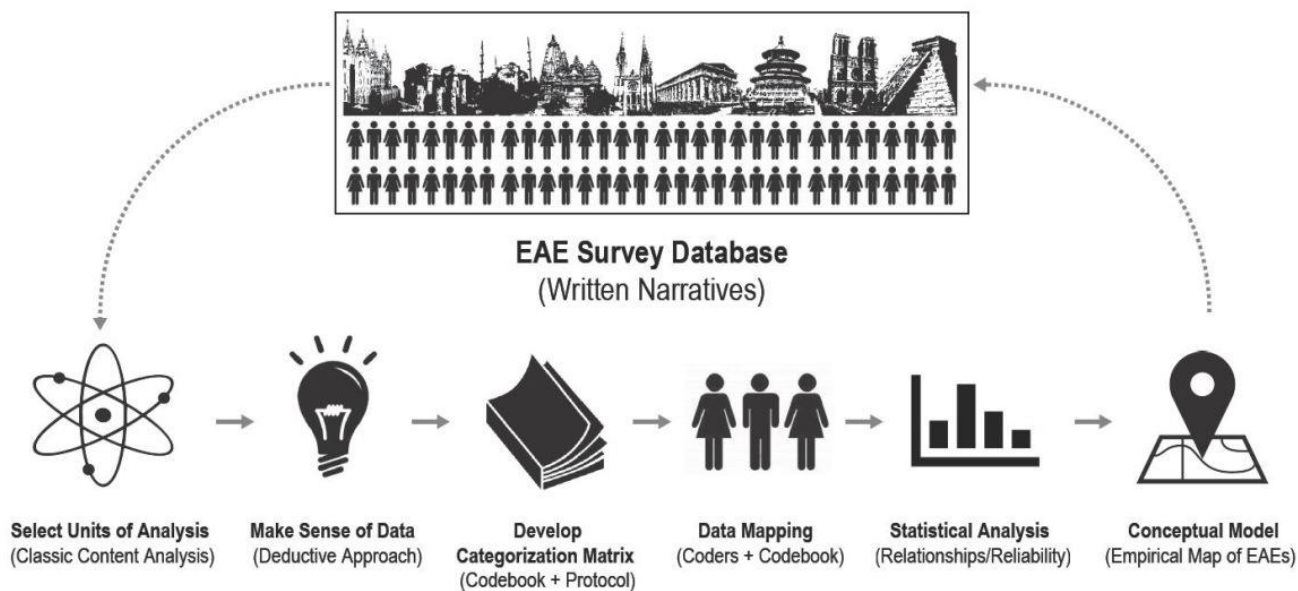 EAE Survey Database
(Written Narratives)
Select Units of Analysis
(Classic Content Analysis)
Make Sense of Data
(Deductive Approach)
Develop
Categorization Matrix
(Codebook + Protocol)
Data Mapping
(Coders + Codebook)
Statistical Analysis
(Relationships/Reliability)
Conceptual Model
(Empirical Map of EAEs)